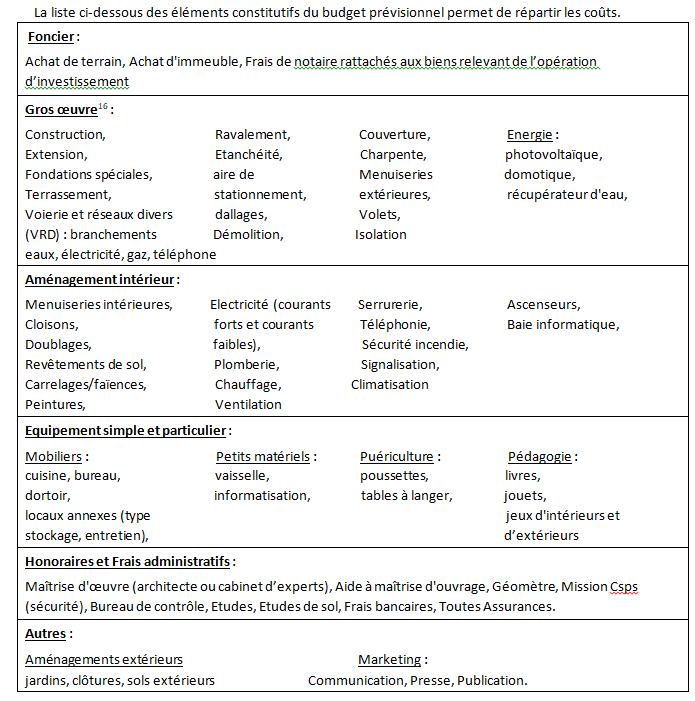 La liste ci-dessous des éléments constitutifs du budget prévisionnel permet de répartir les coûts.
Foncier :
Achat de terrain, Achat d'immeuble, Frais de notaire rattachés aux biens relevant de l’opération
d’investissement
Gros œuvre16 :
Construction, Ravalement, Couverture, Energie :
Extension, Etanchéité, Charpente, photovoltaïque,
Fondations spéciales, aire de Menuiseries domotique,
Terrassement, stationnement, extérieures, récupérateur d'eau,
Voierie et réseaux divers dallages, Volets,
(VRD) : branchements Démolition, Isolation
eaux, électricité, gaz, téléphone
Aménagement intérieur :
Menuiseries intérieures, Electricité (courants Serrurerie, Ascenseurs,
Cloisons, forts et courants Téléphonie, Baie informatique,
Doublages, faibles), Sécurité incendie,
Revêtements de sol, Plomberie, Signalisation,
Carrelages/faïences, Chauffage, Climatisation
Peintures, Ventilation
Equipement simple et particulier :
Mobiliers : Petits matériels : Puériculture : Pédagogie :
cuisine, bureau, vaisselle, poussettes, livres,
dortoir, informatisation, tables à langer, jouets,
locaux annexes (type jeux d'intérieurs et
stockage, entretien), d’extérieurs
Honoraires et Frais administratifs :
Maîtrise d'œuvre (architecte ou cabinet d’experts), Aide à maîtrise d'ouvrage, Géomètre, Mission Csps
(sécurité), Bureau de contrôle, Etudes, Etudes de sol, Frais bancaires, Toutes Assurances.
Autres :
Aménagements extérieurs Marketing :
jardins, clôtures, sols extérieurs Communication, Presse, Publication.